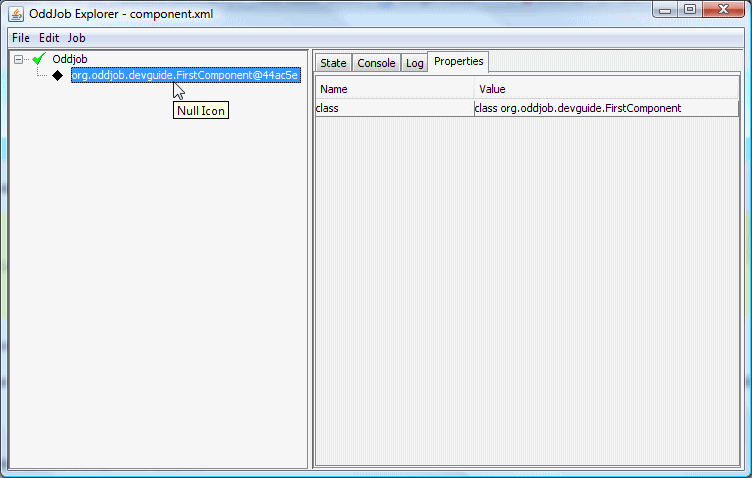 OddJob Explorer - component.xml
File Edit Job
Oddjob
org.oddjob.devguide.FirstComponent@44ac5e
Null Icon
State Console Log Properties
Name Value
class class org.oddjob.devguide.FirstComponent